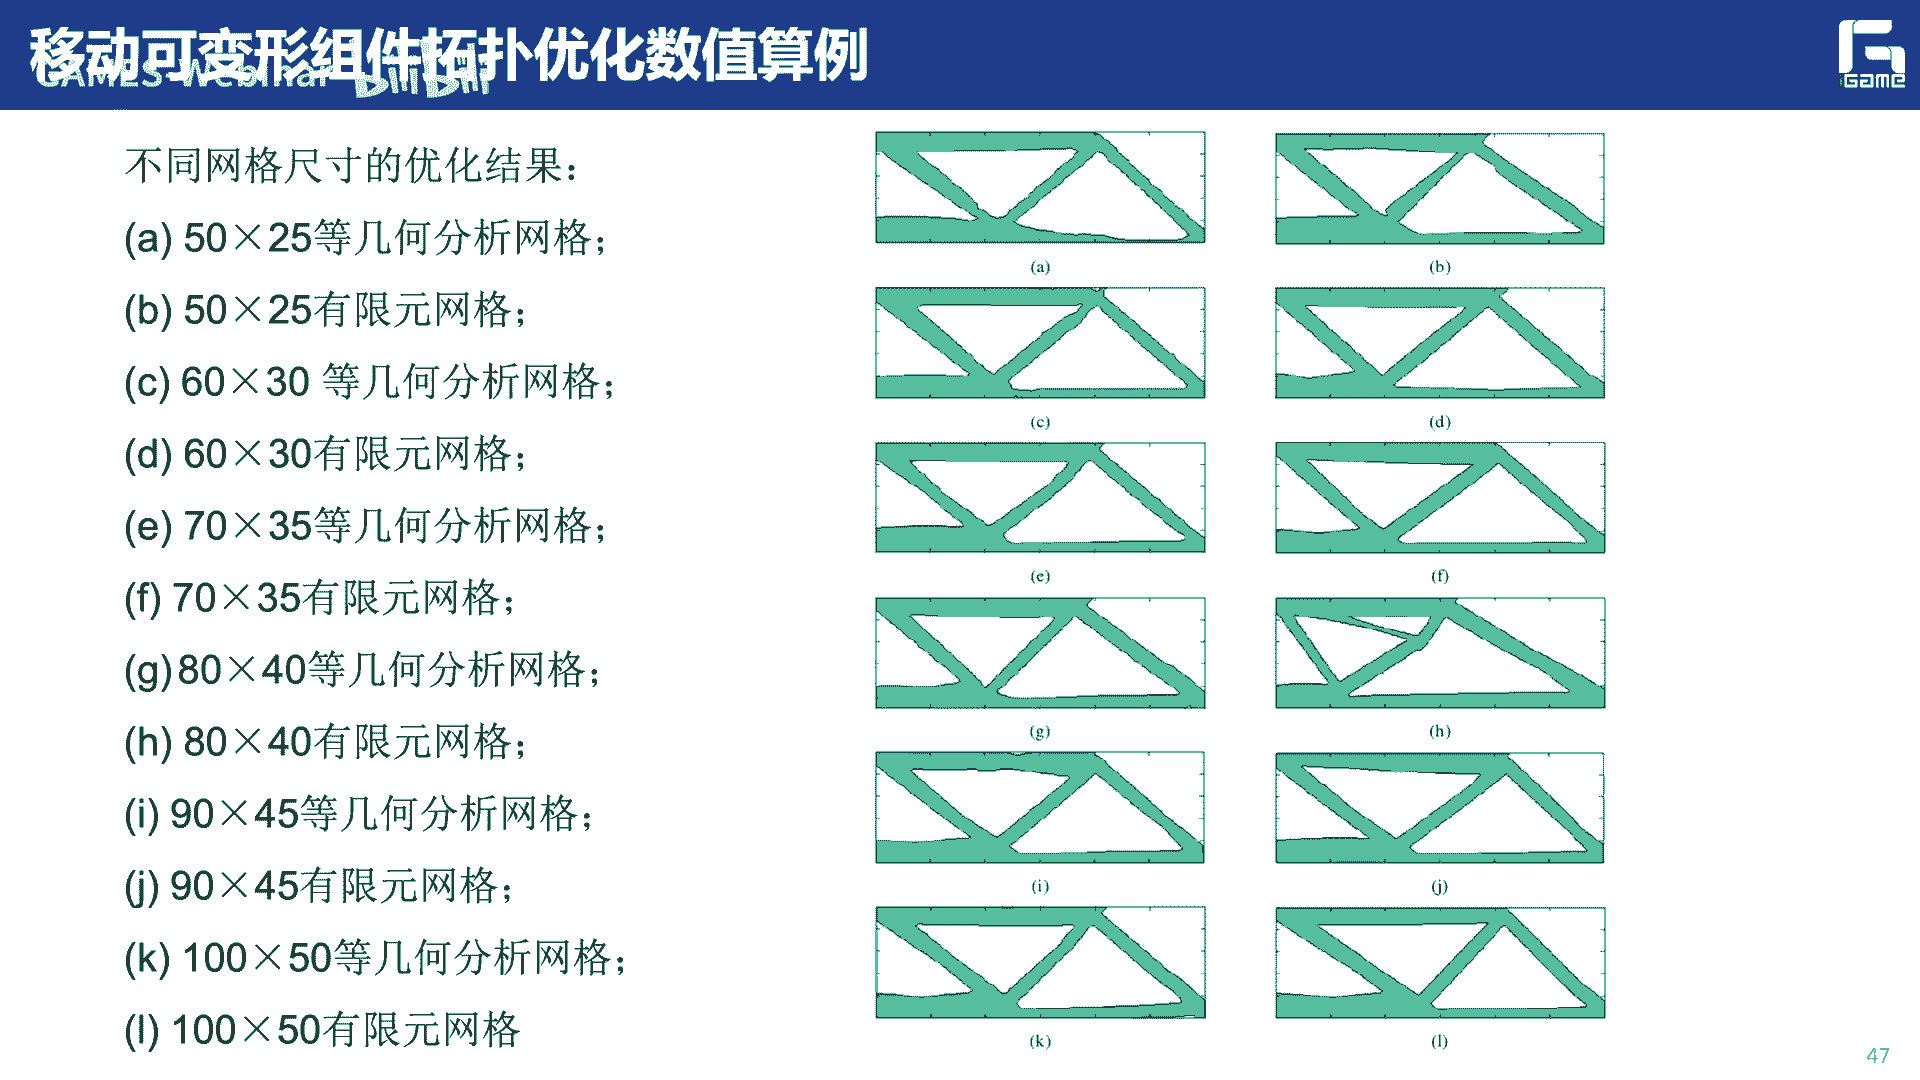 移动可变形组件拓扑优化数值算例
GAMES Webinar bilibili
GAME
不同网格尺寸的优化结果：
(a) 50×25等几何分析网格；
(b) 50×25有限元网格；
(c) 60×30 等几何分析网格；
(d) 60×30有限元网格；
(e) 70×35等几何分析网格；
(f) 70×35有限元网格；
(g) 80×40等几何分析网格；
(h) 80×40有限元网格；
(i) 90×45等几何分析网格；
(j) 90×45有限元网格；
(k) 100×50等几何分析网格；
(l) 100×50有限元网格
(a)
(b)
(c)
(d)
(e)
(f)
(g)
(h)
(i)
(j)
(k)
(l)
47